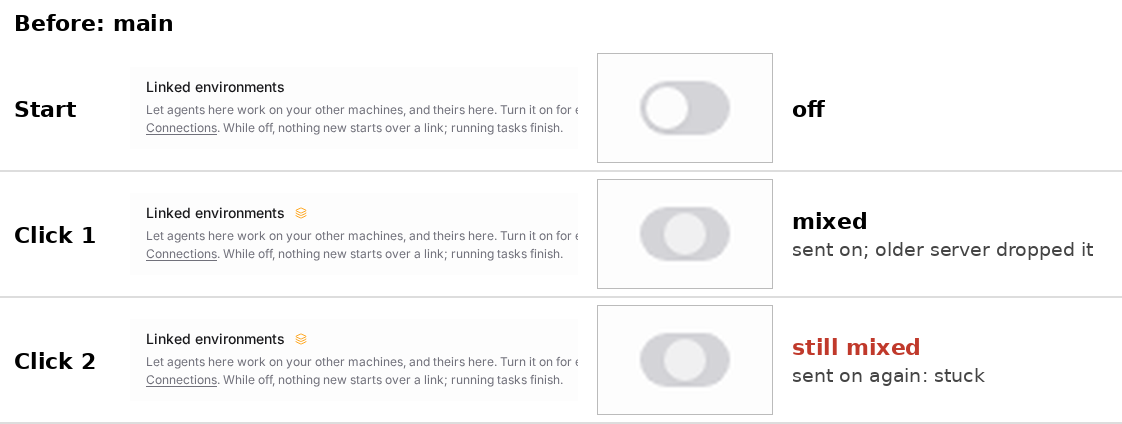 Before: main
Start
Linked environments
Let agents here work on your other machines, and theirs here. Turn it on for
Connections. While off, nothing new starts over a link; running tasks finish.
off
Click 1
Linked environments
Let agents here work on your other machines, and theirs here. Turn it on for
Connections. While off, nothing new starts over a link; running tasks finish.
mixed
sent on; older server dropped it
Click 2
Linked environments
Let agents here work on your other machines, and theirs here. Turn it on for
Connections. While off, nothing new starts over a link; running tasks finish.
still mixed
sent on again: stuck